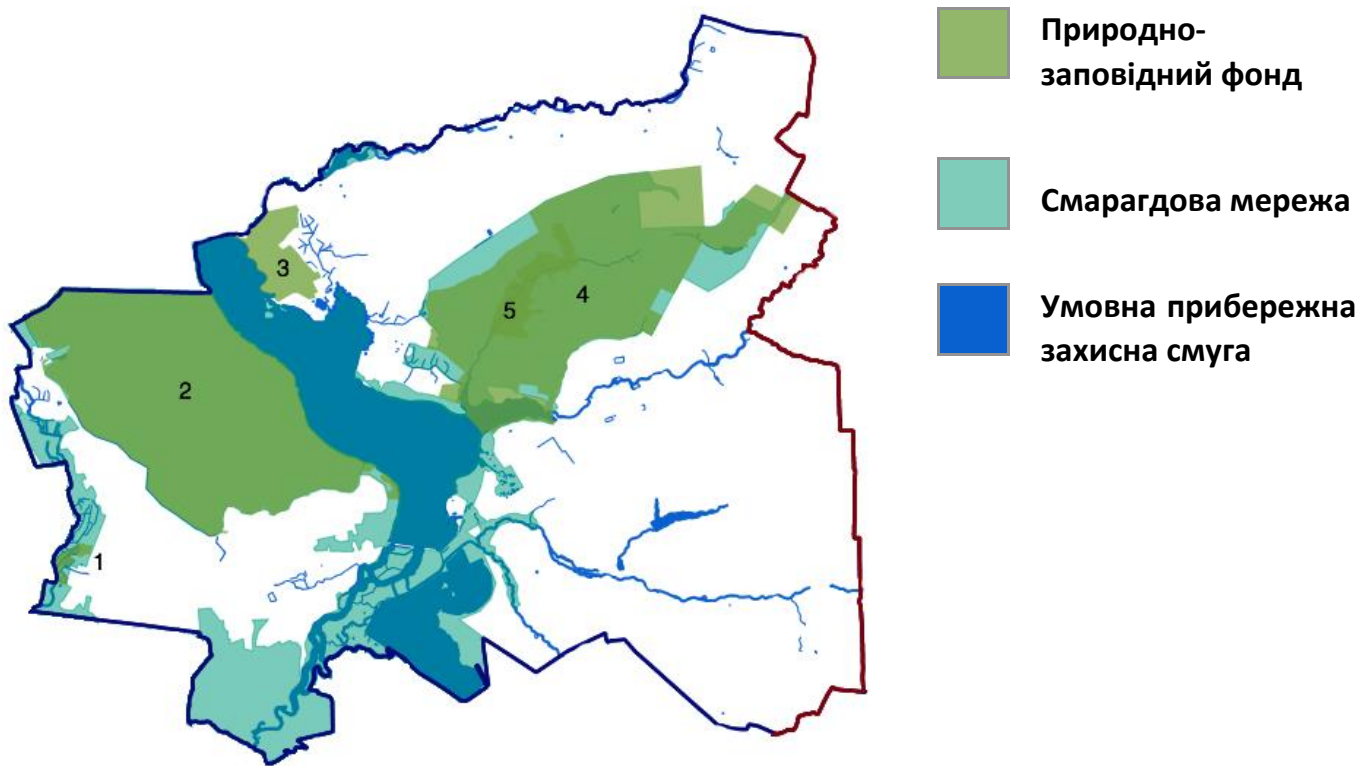 Природно-
заповідний фонд
Смарагдова мережа
Умовна прибережна
захисна смуга
3
4
5
2
1